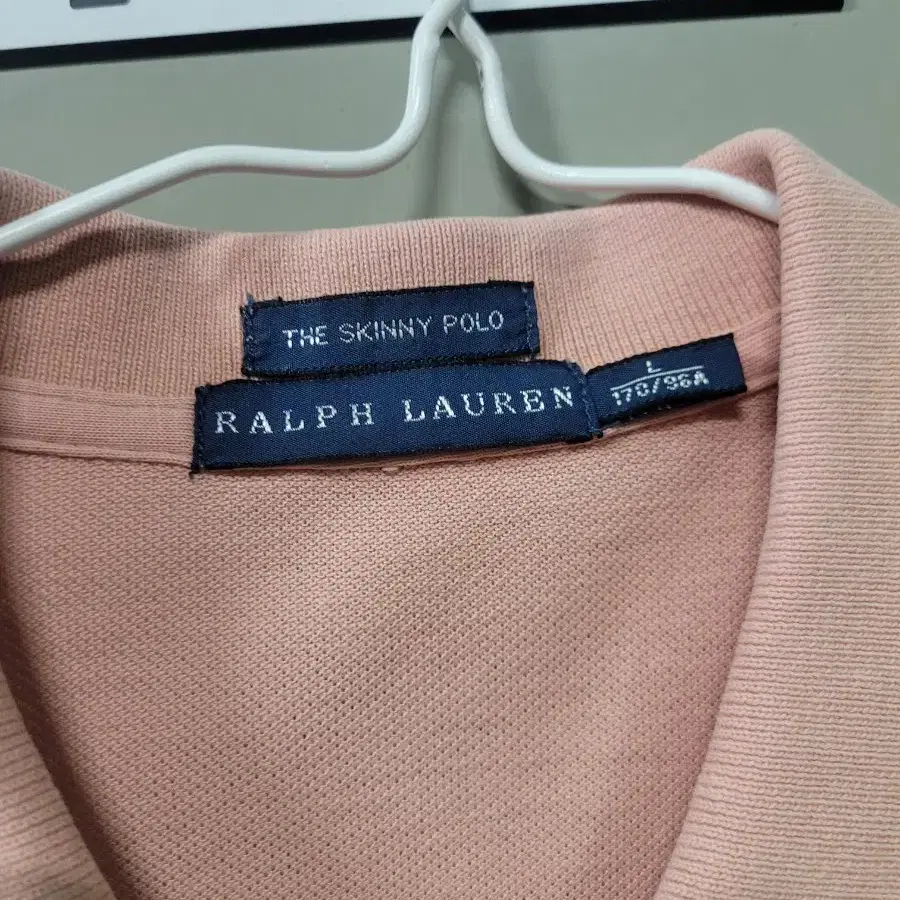 THE SKINNY POLO
RALPH LAUREN
L
170/96A